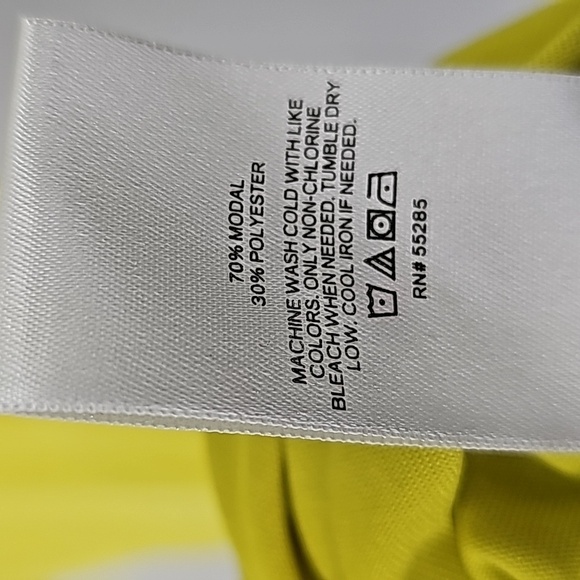 70% MODAL
30% POLYESTER
MACHINE WASH COLD WITH LIKE
COLORS. ONLY NON-CHLORINE
BLEACH WHEN NEEDED. TUMBLE DRY
LOW. COOL IRON IF NEEDED.
RN# 55285